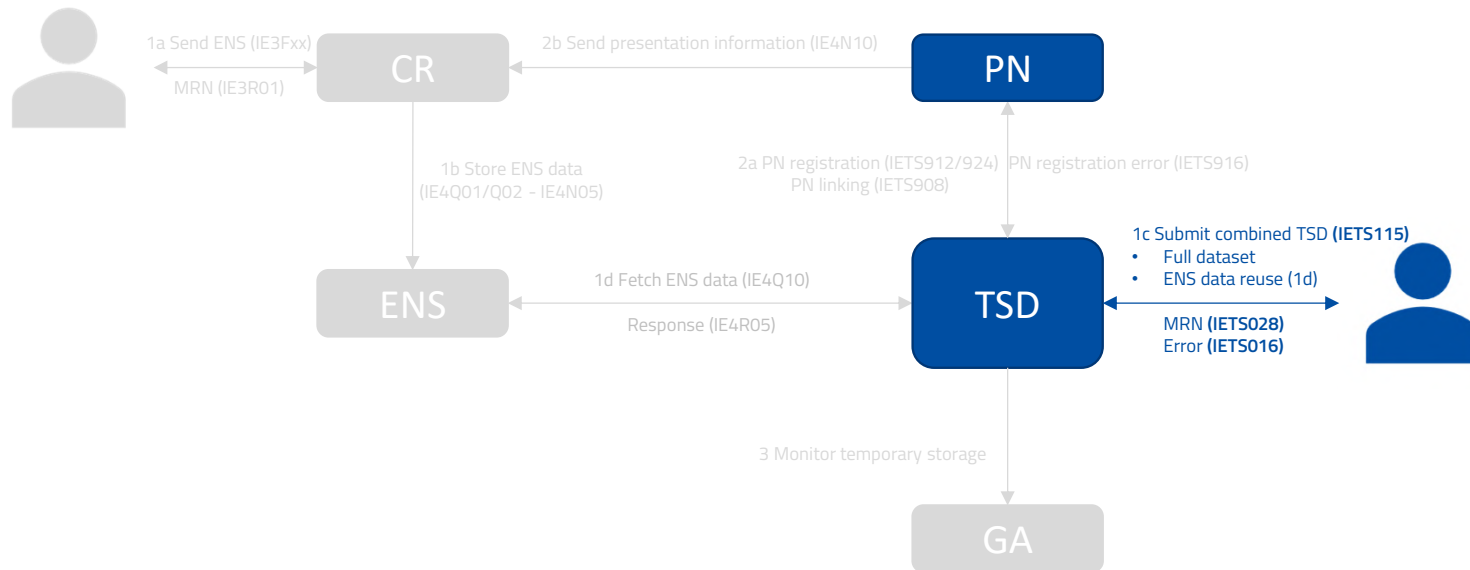 1a Send ENS (IE3Fxx)
MRN (IE3R01)
CR
2b Send presentation information (IE4N10)
PN
1b Store ENS data
(IE4Q01/Q02 - IE4N05)
2a PN registration (IETS912/924)
PN linking (IETS908)
PN registration error (IETS916)
ENS
1d Fetch ENS data (IE4Q10)
Response (IE4R05)
TSD
1c Submit combined TSD (IETS115)
• Full dataset
• ENS data reuse (1d)
MRN (IETS028)
Error (IETS016)
3 Monitor temporary storage
GA